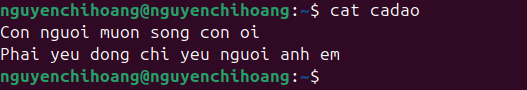 nguyenchihoang@nguyenchihoang:~$ cat cadao
Con nguoi muon song con oi
Phai yeu dong chi yeu nguoi anh em
nguyenchihoang@nguyenchihoang:~$